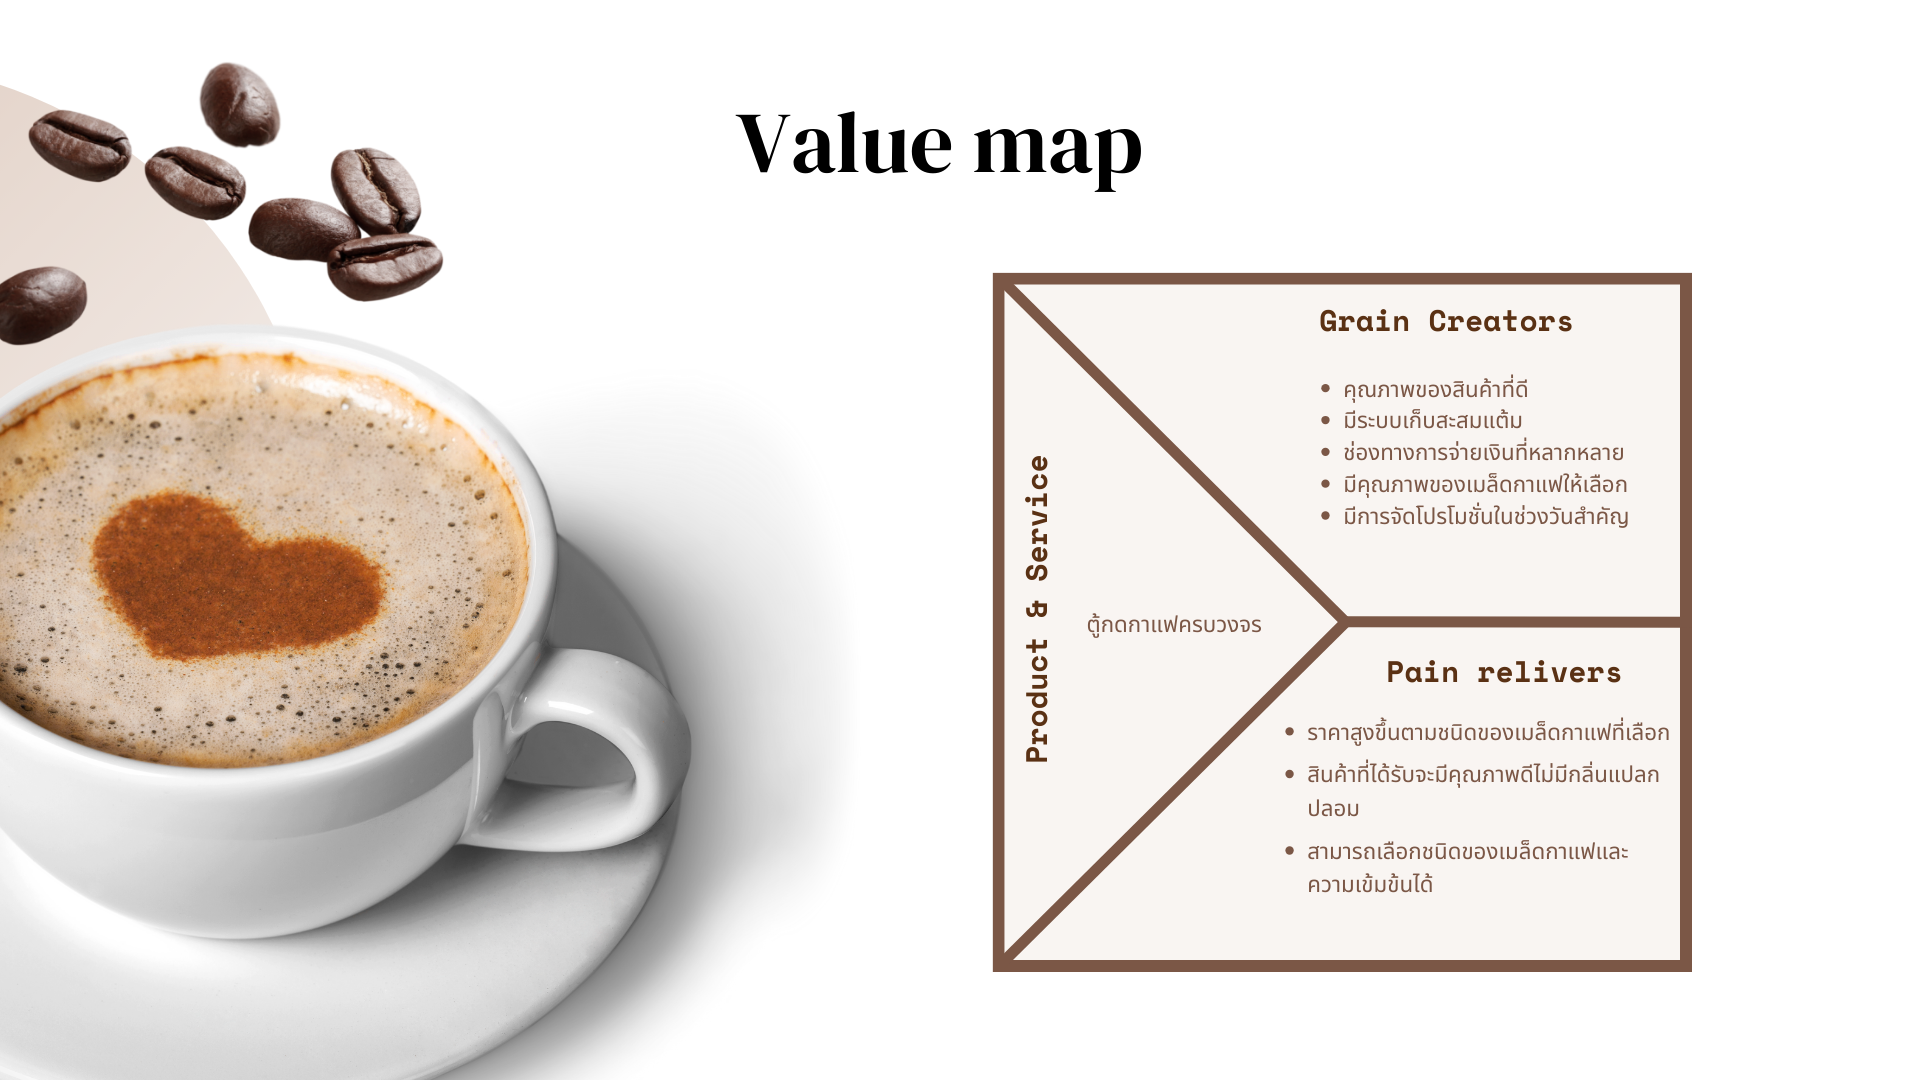 Value map
Product & Service
ตู้กดกาแฟครบวงจร
Grain Creators
• คุณภาพของสินค้าที่ดี
• มีระบบเก็บสะสมแต้ม
• ช่องทางการจ่ายเงินที่หลากหลาย
• มีคุณภาพของเมล็ดกาแฟให้เลือก
• มีการจัดโปรโมชั่นในช่วงวันสำคัญ
Pain relivers
• ราคาสูงขึ้นตามชนิดของเมล็ดกาแฟที่เลือก
• สินค้าที่ได้รับจะมีคุณภาพดีไม่มีกลิ่นแปลก
ปลอม
• สามารถเลือกชนิดของเมล็ดกาแฟและ
ความเข้มข้นได้